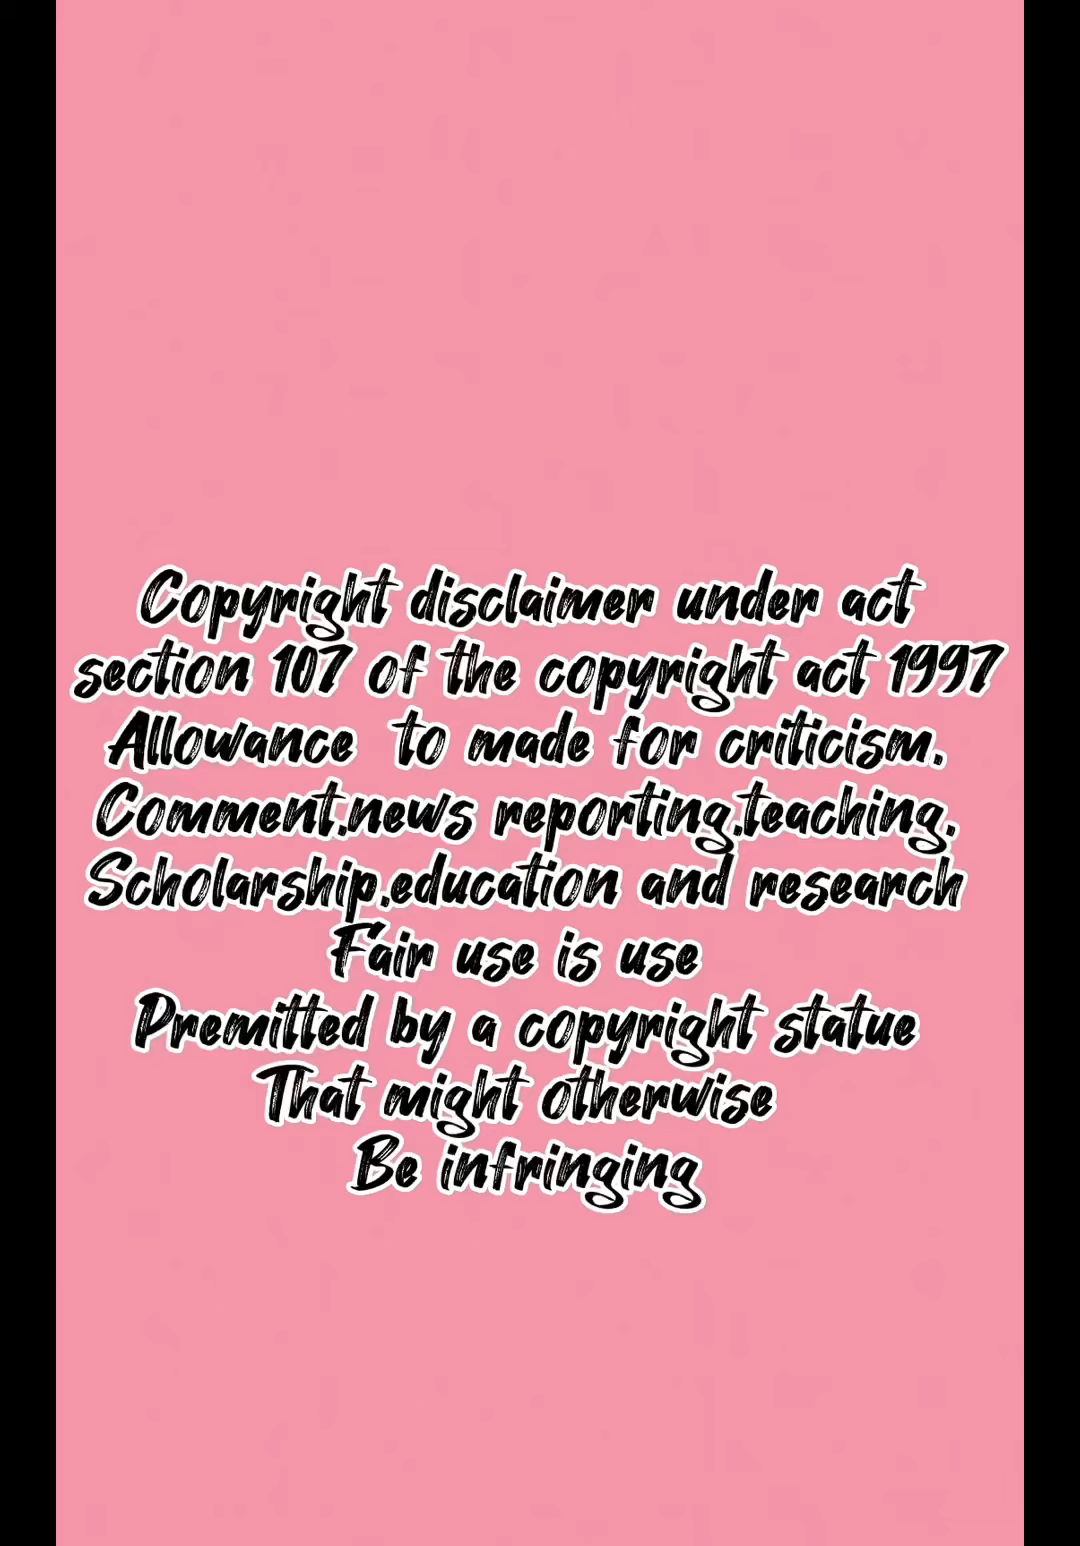 Copyright disclaimer under act
section 107 of the copyright act 1997
Allowance to made for criticism.
Comment.news reporting.teaching.
Scholarship.education and research
Fair use is use
Premitted by a copyright statue
That might otherwise
Be infringing